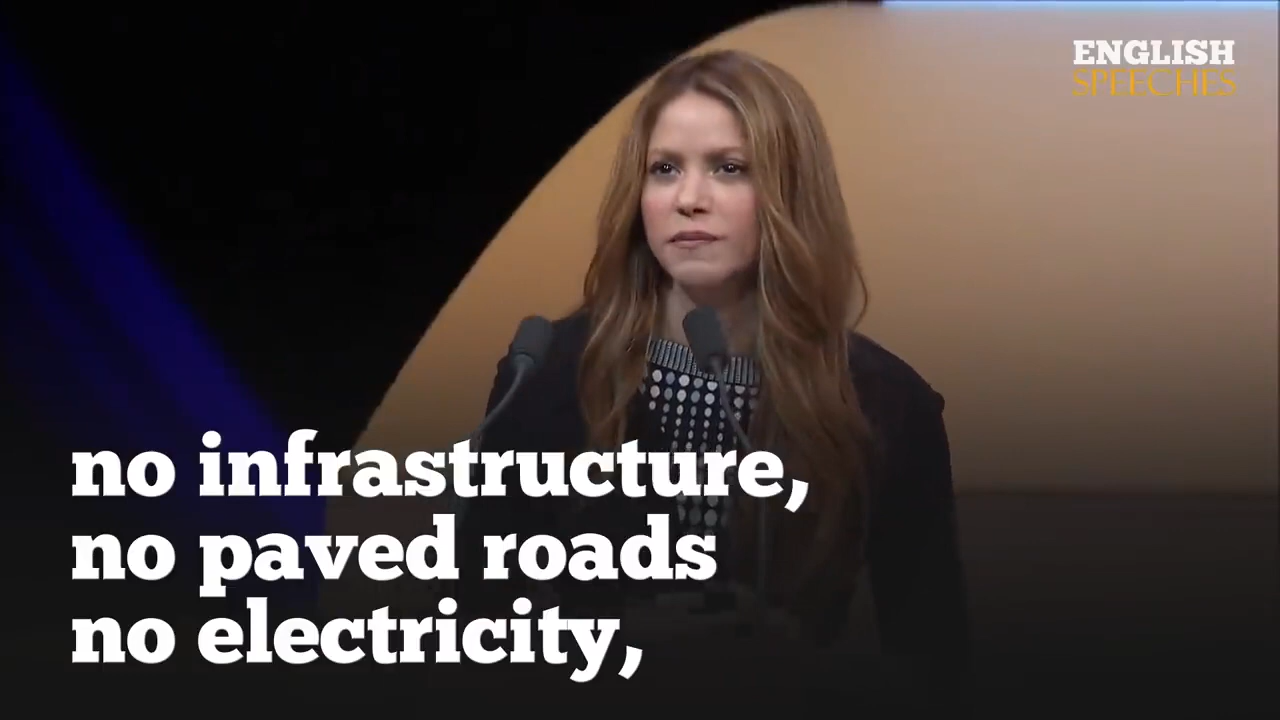 ENGLISH
SPEECHES
no infrastructure,
no paved roads
no electricity,